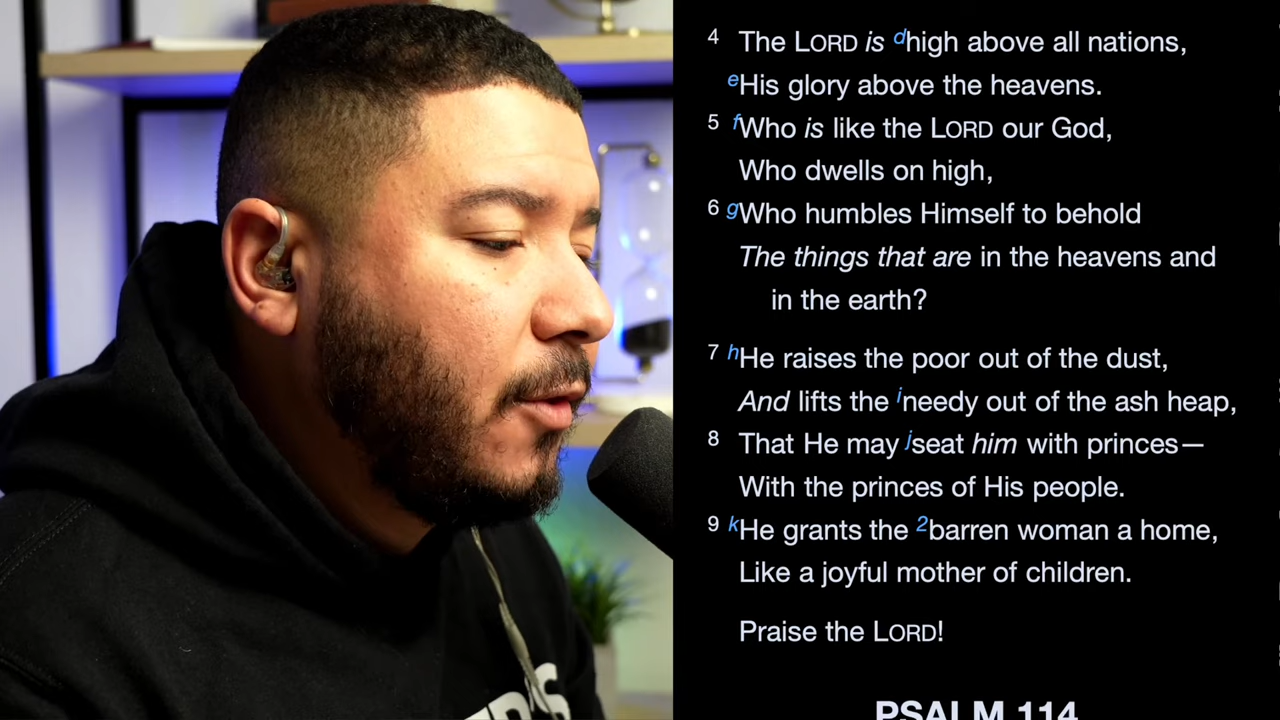 4 The LORD is dhigh above all nations,
eHis glory above the heavens.
5 fWho is like the LORD our God,
Who dwells on high,
6 gWho humbles Himself to behold
The things that are in the heavens and
in the earth?
7 hHe raises the poor out of the dust,
And lifts the ineedy out of the ash heap,
8 That He may jseat him with princes—
With the princes of His people.
9 kHe grants the 2barren woman a home,
Like a joyful mother of children.
Praise the LORD!
PSALM 114